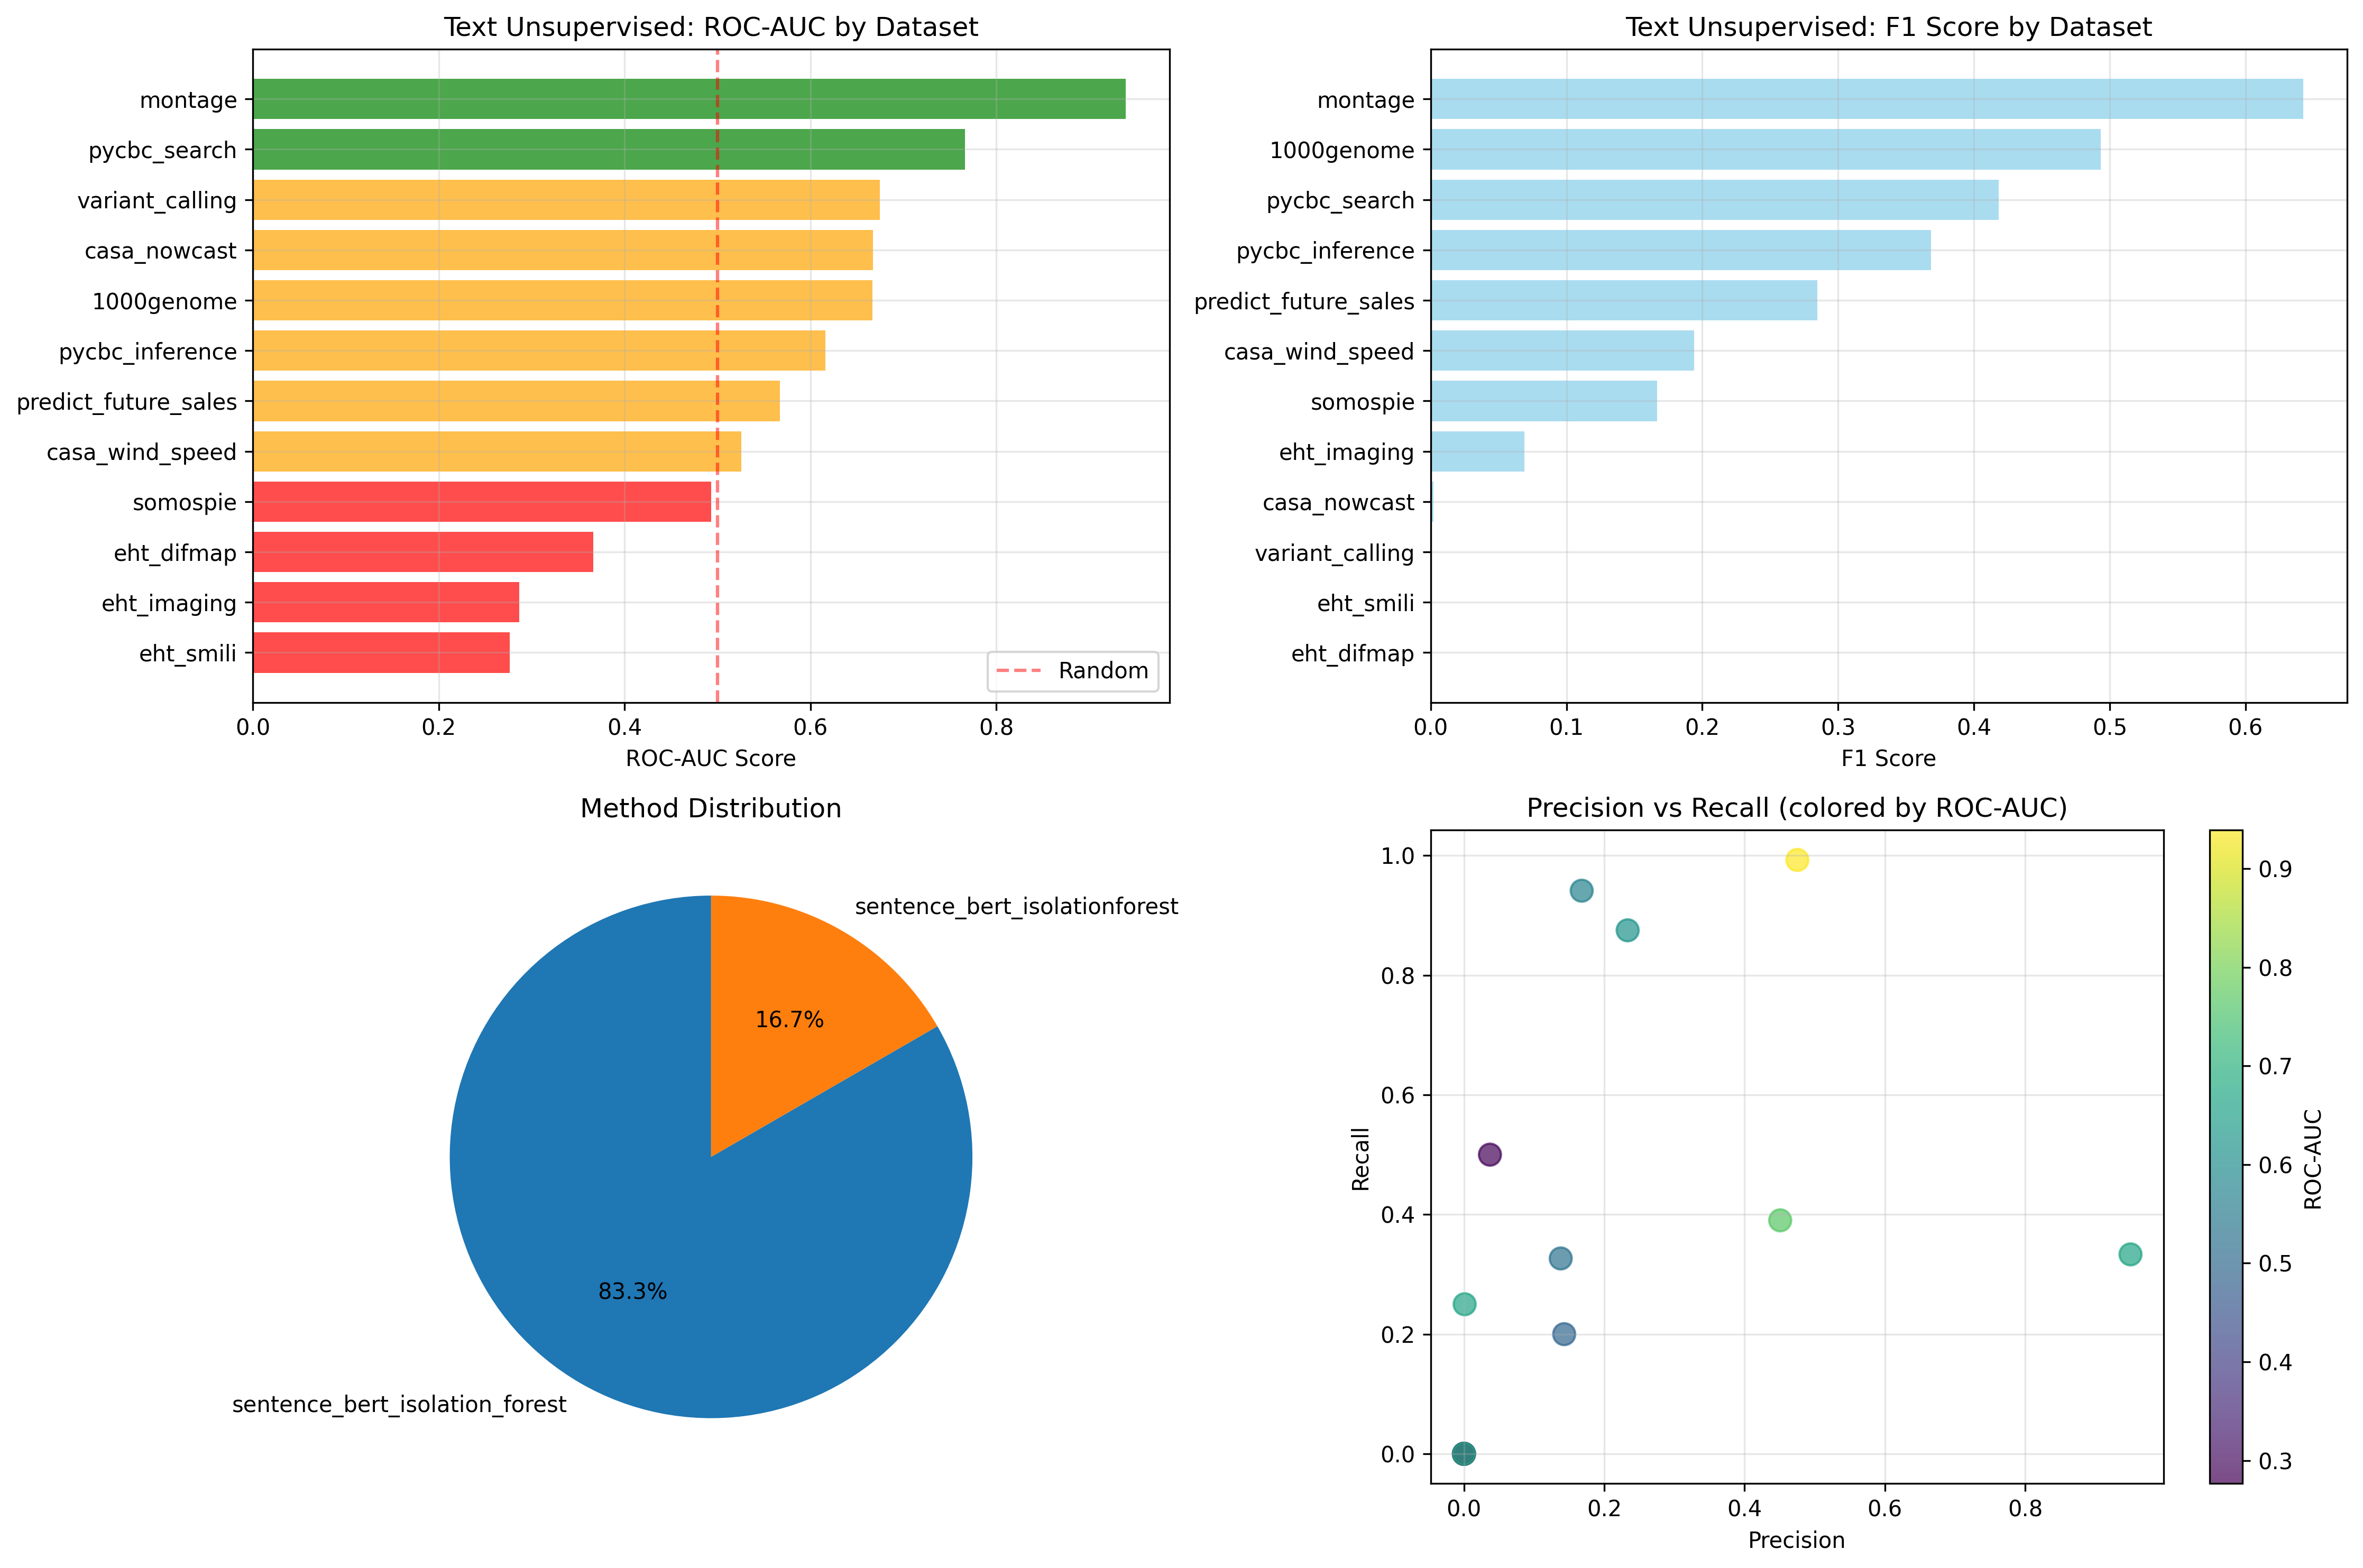 Text Unsupervised: ROC-AUC by Dataset
montage
pycbc_search
variant_calling
casa_nowcast
1000genome
pycbc_inference
predict_future_sales
casa_wind_speed
somospie
eht_difmap
eht_imaging
eht_smili
Random
0.0 0.2 0.4 0.6 0.8
ROC-AUC Score
Text Unsupervised: F1 Score by Dataset
montage
1000genome
pycbc_search
pycbc_inference
predict_future_sales
casa_wind_speed
somospie
eht_imaging
casa_nowcast
variant_calling
eht_smili
eht_difmap
0.0 0.1 0.2 0.3 0.4 0.5 0.6
F1 Score
Method Distribution
sentence_bert_isolationforest
16.7%
83.3%
sentence_bert_isolation_forest
Precision vs Recall (colored by ROC-AUC)
1.0
0.8
0.6
0.4
0.2
0.0
Recall
0.0 0.2 0.4 0.6 0.8
Precision
0.9
0.8
0.7
0.6
0.5
0.4
0.3
ROC-AUC